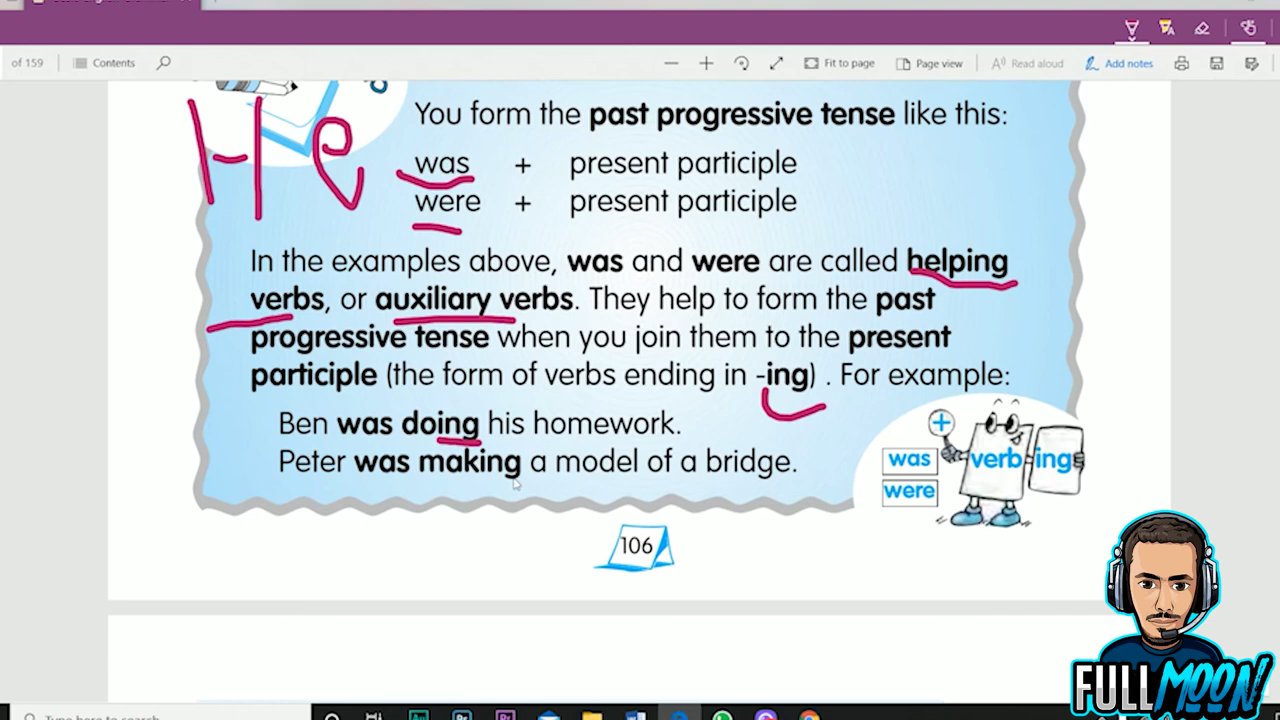 of 159 Contents Fit to page Page view Read aloud Add notes
He
You form the past progressive tense like this:
was + present participle
were + present participle
In the examples above, was and were are called helping
verbs, or auxiliary verbs. They help to form the past
progressive tense when you join them to the present
participle (the form of verbs ending in -ing) . For example:
Ben was doing his homework.
Peter was making a model of a bridge.
+
was verb ing
were
106
FULL MOON
Type here to search